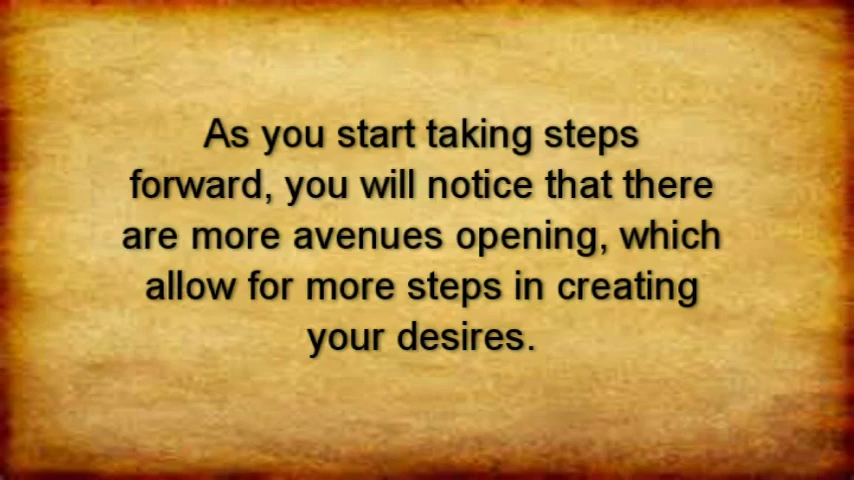 As you start taking steps
forward, you will notice that there
are more avenues opening, which
allow for more steps in creating
your desires.